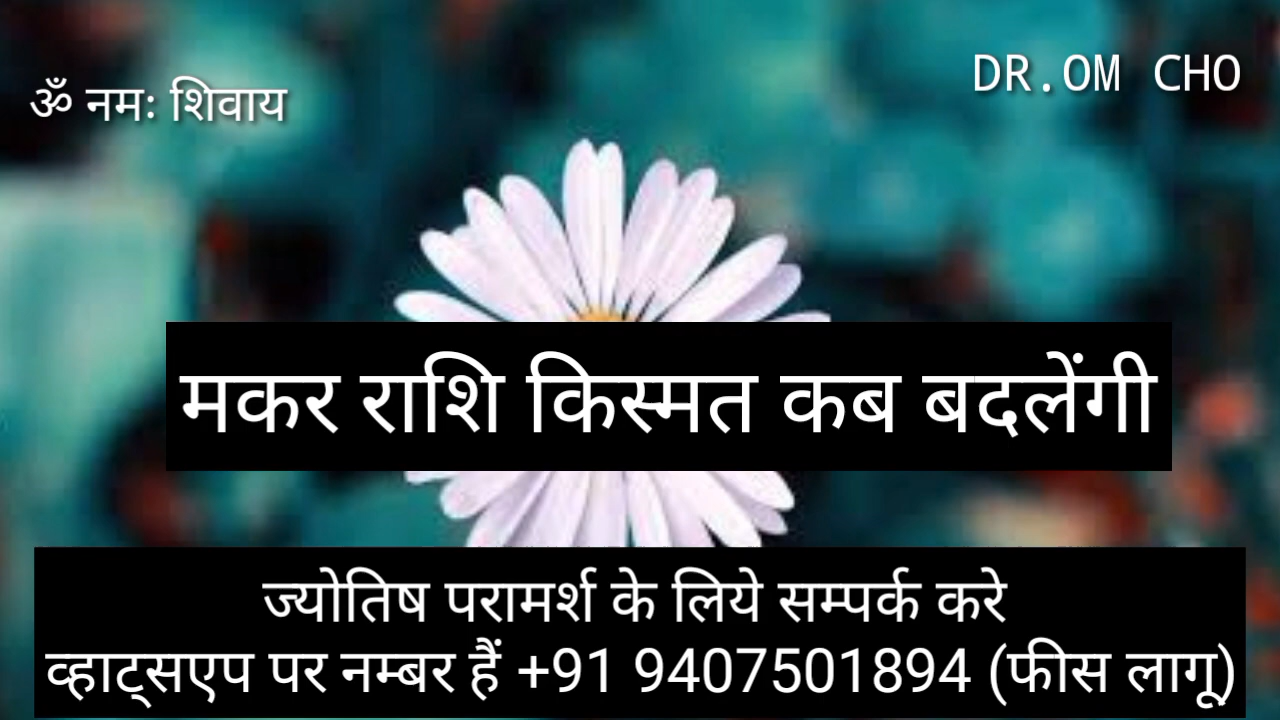 ॐ नमः शिवाय
DR.OM CHO
मकर राशि किस्मत कब बदलेंगी
ज्योतिष परामर्श के लिये सम्पर्क करे
व्हाट्सएप पर नम्बर हैं +91 9407501894 (फीस लागू)